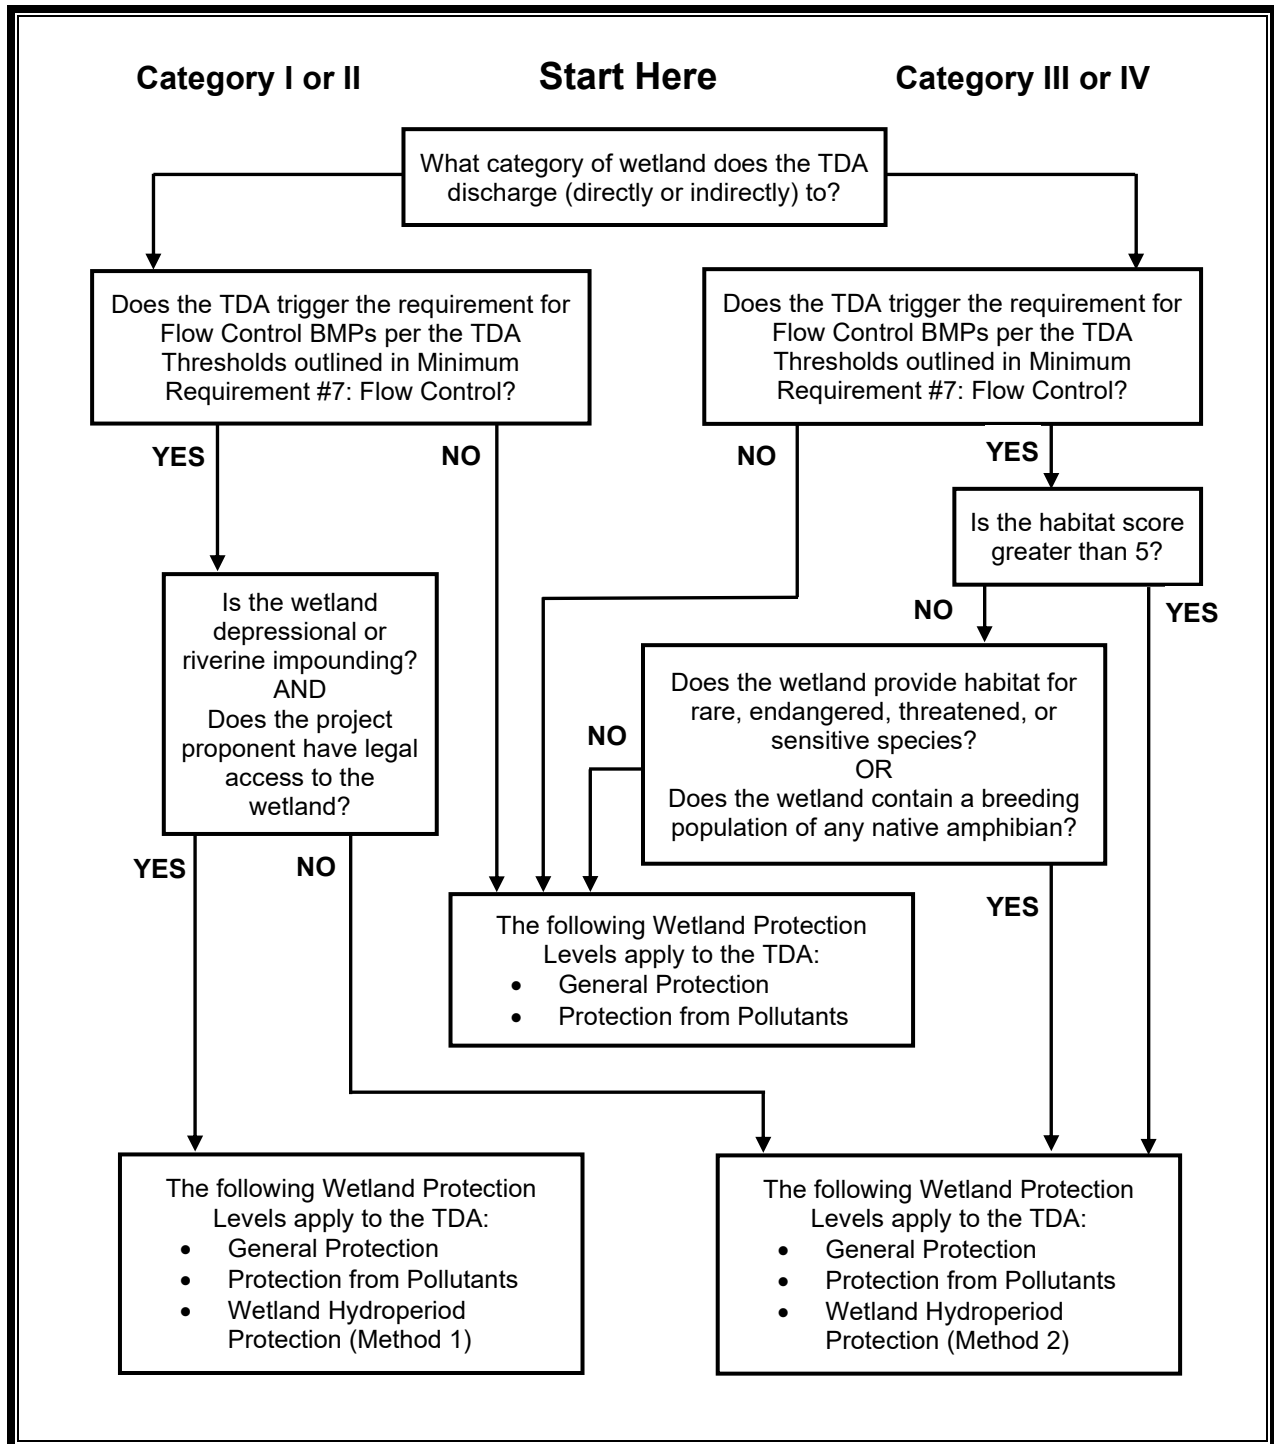 Category I or II
Start Here
Category III or IV
What category of wetland does the TDA
discharge (directly or indirectly) to?
Does the TDA trigger the requirement for
Flow Control BMPs per the TDA
Thresholds outlined in Minimum
Requirement #7: Flow Control?
Does the TDA trigger the requirement for
Flow Control BMPs per the TDA
Thresholds outlined in Minimum
Requirement #7: Flow Control?
YES
NO
NO
YES
Is the habitat score
greater than 5?
NO
YES
Is the wetland
depressional or
riverine impounding?
AND
Does the project
proponent have legal
access to the
wetland?
Does the wetland provide habitat for
rare, endangered, threatened, or
sensitive species?
OR
Does the wetland contain a breeding
population of any native amphibian?
NO
YES
NO
YES
The following Wetland Protection
Levels apply to the TDA:
• General Protection
• Protection from Pollutants
The following Wetland Protection
Levels apply to the TDA:
• General Protection
• Protection from Pollutants
• Wetland Hydroperiod
Protection (Method 1)
The following Wetland Protection
Levels apply to the TDA:
• General Protection
• Protection from Pollutants
• Wetland Hydroperiod
Protection (Method 2)